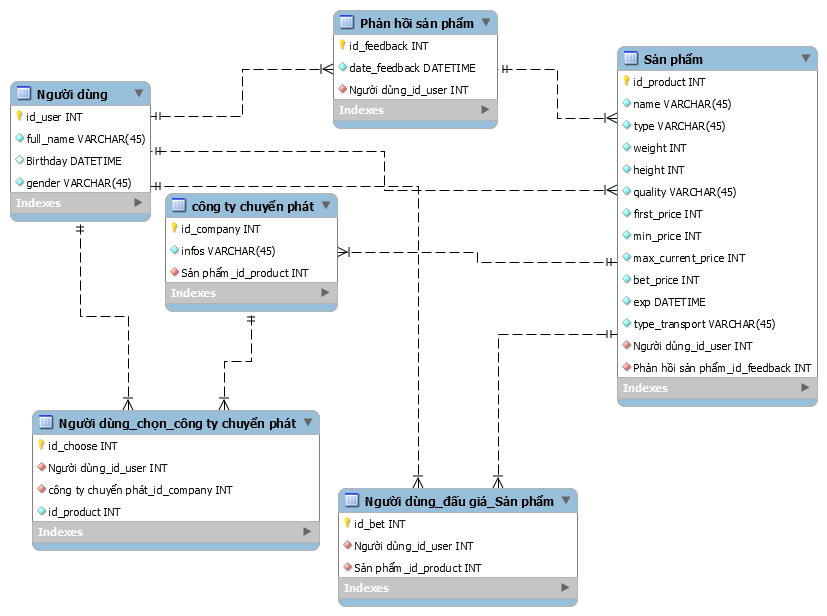 Phản hồi sản phẩm
id_feedback INT
date_feedback DATETIME
Người dùng_id_user INT
Indexes
Sản phẩm
id_product INT
name VARCHAR(45)
type VARCHAR(45)
weight INT
height INT
quality VARCHAR(45)
first_price INT
min_price INT
max_current_price INT
bet_price INT
exp DATETIME
type_transport VARCHAR(45)
Người dùng_id_user INT
Phản hồi sản phẩm_id_feedback INT
Indexes
Người dùng
id_user INT
full_name VARCHAR(45)
Birthday DATETIME
gender VARCHAR(45)
Indexes
công ty chuyển phát
id_company INT
infos VARCHAR(45)
Sản phẩm_id_product INT
Indexes
Người dùng_chọn_công ty chuyển phát
id_choose INT
Người dùng_id_user INT
công ty chuyển phát_id_company INT
id_product INT
Indexes
Người dùng_đấu giá_Sản phẩm
id_bet INT
Người dùng_id_user INT
Sản phẩm_id_product INT
Indexes